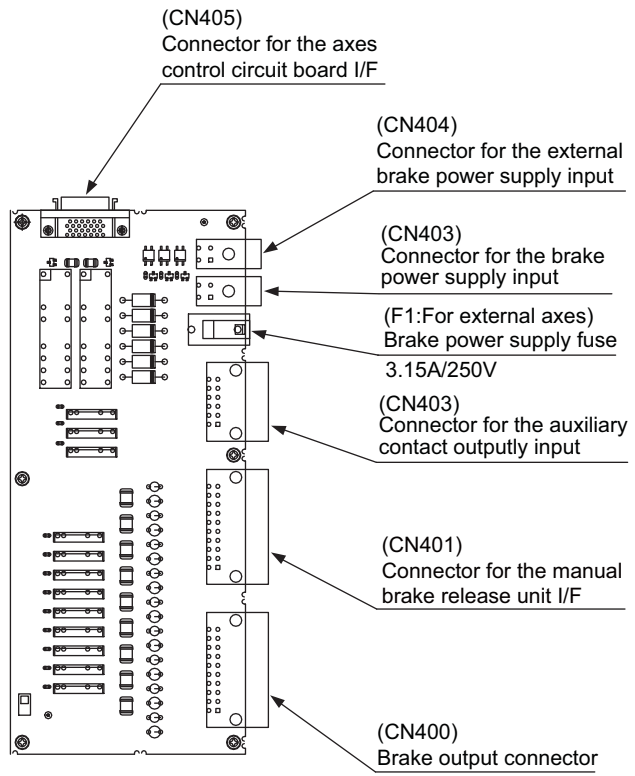 (CN405)
Connector for the axes
control circuit board I/F
(CN404)
Connector for the external
brake power supply input
(CN403)
Connector for the brake
power supply input
(F1:For external axes)
Brake power supply fuse
3.15A/250V
(CN403)
Connector for the auxiliary
contact outputly input
(CN401)
Connector for the manual
brake release unit I/F
(CN400)
Brake output connector